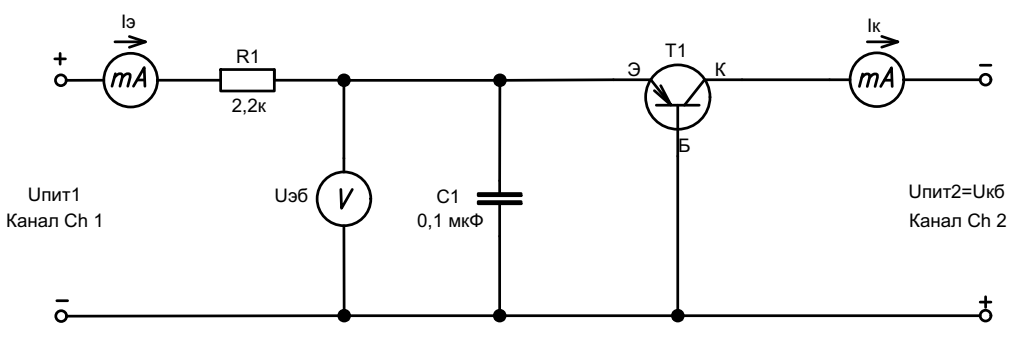 Iэ
Iк
+
mA
R1
2,2к
T1
Э
К
Б
mA
−
Uпит1
Канал Ch 1
Uэб
V
C1
0,1 мкФ
Uпит2=Uкб
Канал Ch 2
−
+